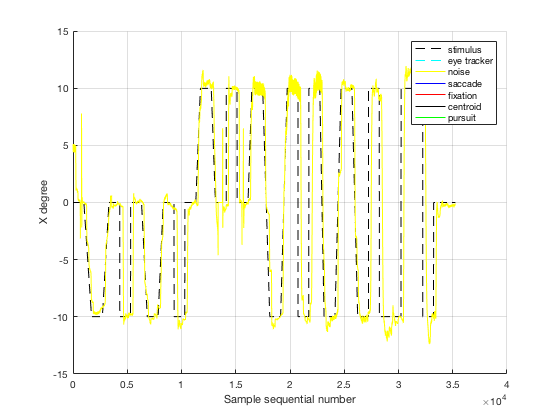 15
10
5
0
-5
-10
-15
X degree
0
0.5
1
1.5
2
2.5
3
3.5
4
×10⁴
Sample sequential number
stimulus
eye tracker
noise
saccade
fixation
centroid
pursuit